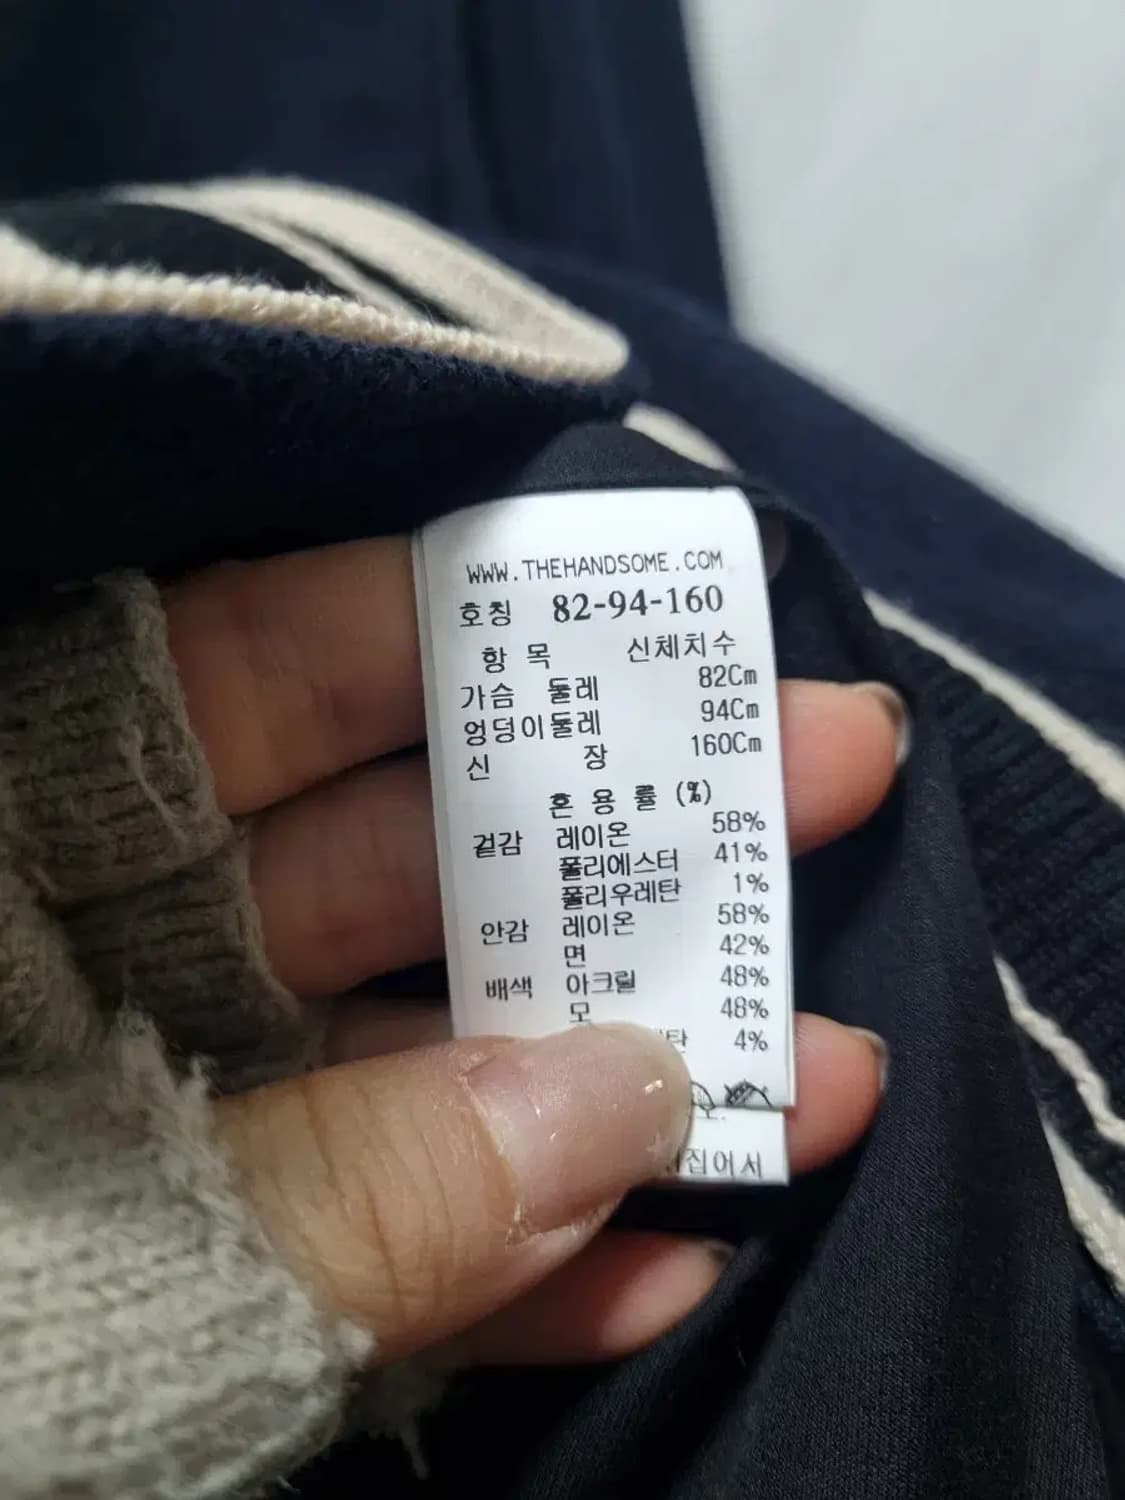 WWW.THEHANDSOME.COM
호칭 82-94-160
항 목 신체치수
가슴 둘레 82Cm
엉덩이둘레 94Cm
신 장 160Cm
혼 용 률 (%)
겉감 레이온 58%
폴리에스터 41%
폴리우레탄 1%
안감 레이온 58%
면 42%
배색 아크릴 48%
모 48%
4%
집어서